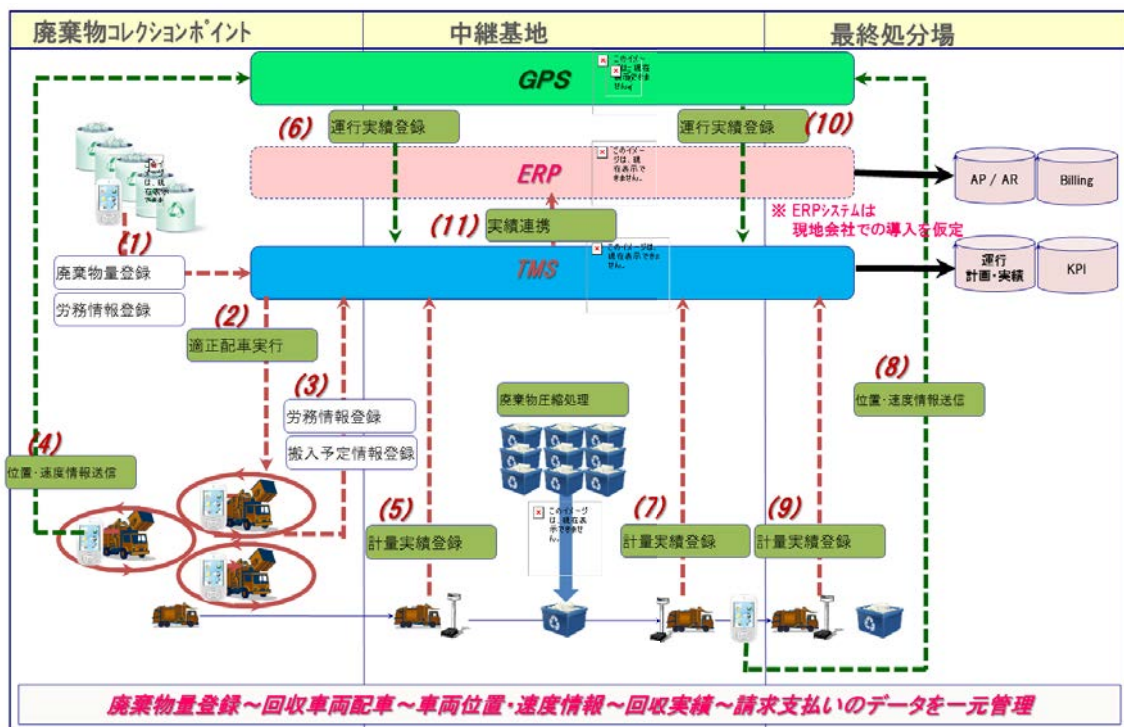 廃棄物コレクションポイント
中継基地
最終処分場
GPS
(6)
運行実績登録
運行実績登録
(10)
ERP
AP / AR
Billing
(11)
実績連携
※ ERPシステムは
現地会社での導入を仮定
(1)
廃棄物量登録
労務情報登録
TMS
運行
計画・実績
KPI
(2)
適正配車実行
(3)
労務情報登録
搬入予定情報登録
廃棄物圧縮処理
(8)
位置・速度情報送信
(4)
位置・速度情報送信
(5)
計量実績登録
(7)
計量実績登録
(9)
計量実績登録
廃棄物量登録～回収車両配車～車両位置・速度情報～回収実績～請求支払いのデータを一元管理